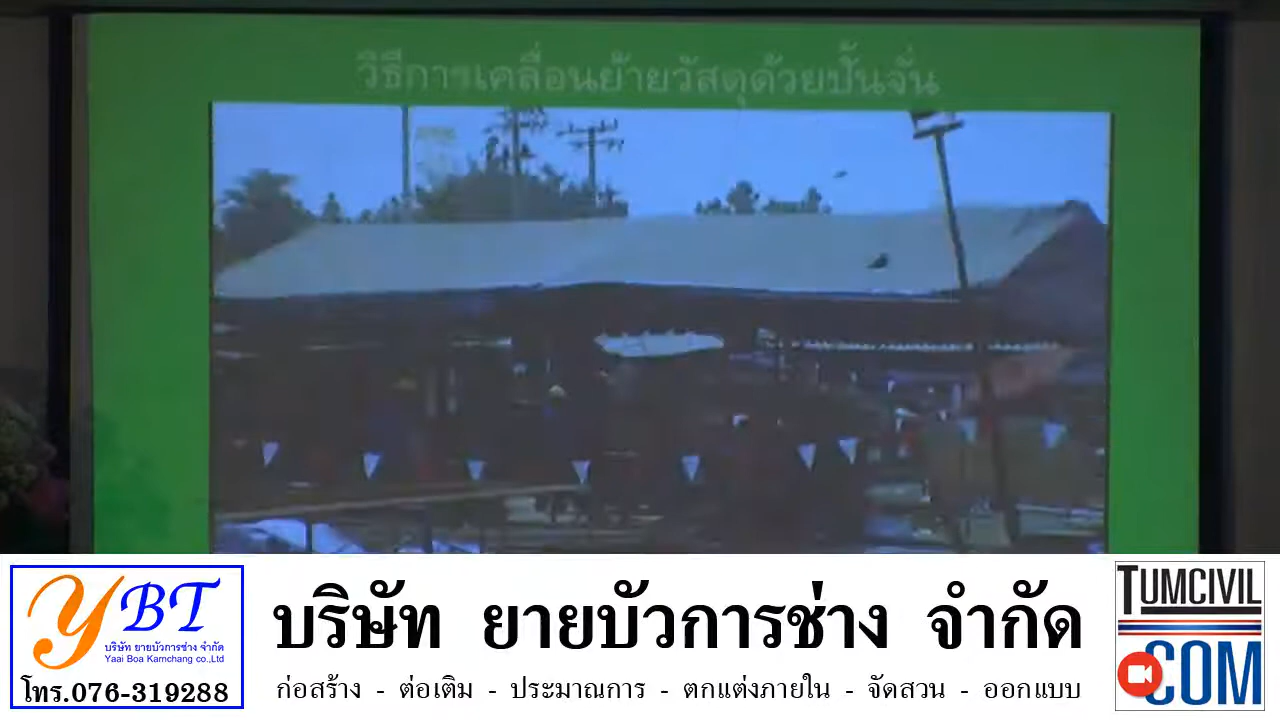 วิธีการเคลื่อนย้ายวัสดุด้วยปั้นจั่น
YBT
บริษัท ยายบัวการช่าง จำกัด
Yaai Boa Karnchang co.,Ltd
โทร.076-319288
บริษัท ยายบัวการช่าง จำกัด
ก่อสร้าง - ต่อเติม - ประมาณการ - ตกแต่งภายใน - จัดสวน - ออกแบบ
TUMCIVIL
.COM